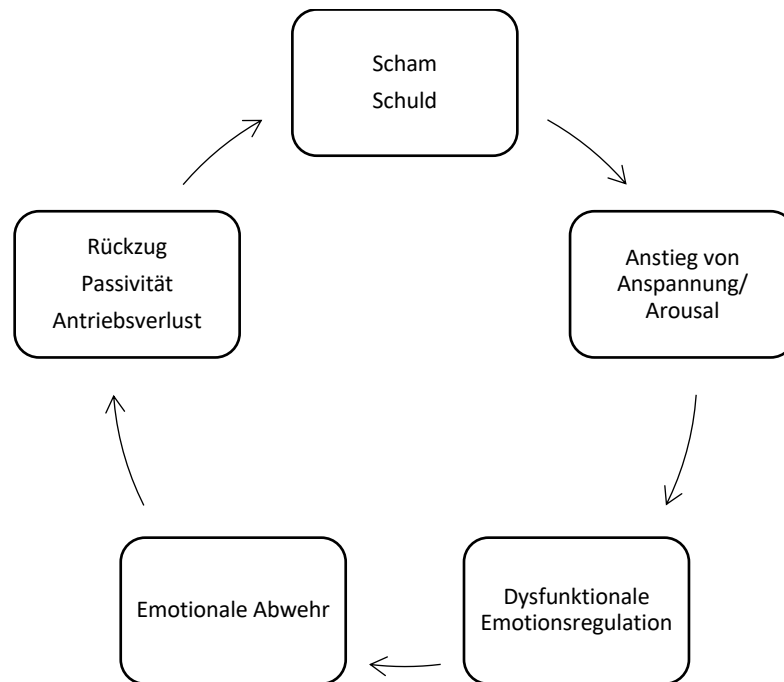 Scham
Schuld
Anstieg von
Anspannung/
Arousal
Dysfunktionale
Emotionsregulation
Emotionale Abwehr
Rückzug
Passivität
Antriebsverlust